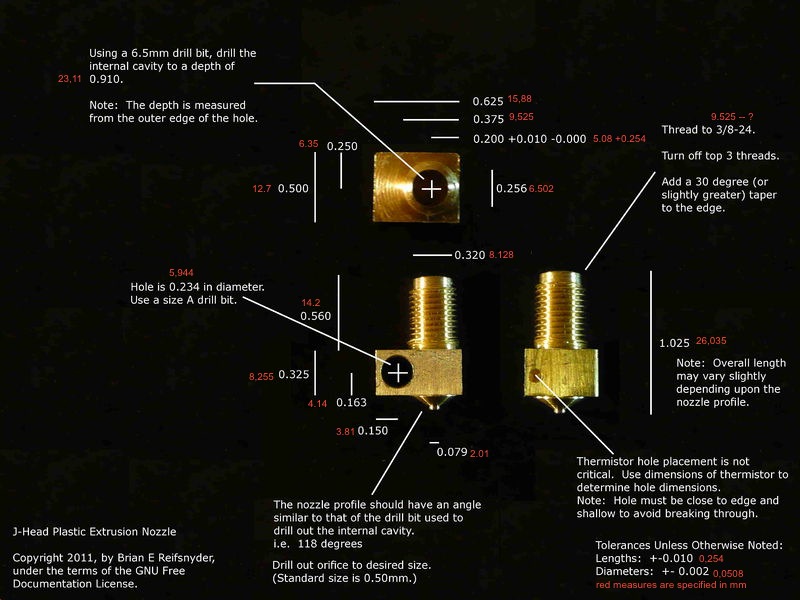 Using a 6.5mm drill bit, drill the
internal cavity to a depth of
23,11 0.910.
Note: The depth is measured
from the outer edge of the hole.
0.625 15,88
0.375 9,525
0.200 +0.010 -0.000 5.08 +0.254
9.525 -- ?
Thread to 3/8-24.
Turn off top 3 threads.
Add a 30 degree (or
slightly greater) taper
to the edge.
6.35 0.250
12.7 0.500
0.256 6.502
0.320 8.128
5,944
Hole is 0.234 in diameter.
Use a size A drill bit.
14.2
0.560
1.025 26,035
Note: Overall length
may vary slightly
depending upon the
nozzle profile.
8,255 0.325
4.14 0.163
3.81 0.150
0.079 2.01
Thermistor hole placement is not
critical. Use dimensions of thermistor to
determine hole dimensions.
Note: Hole must be close to edge and
shallow to avoid breaking through.
The nozzle profile should have an angle
similar to that of the drill bit used to
drill out the internal cavity.
i.e. 118 degrees
Drill out orifice to desired size.
(Standard size is 0.50mm.)
J-Head Plastic Extrusion Nozzle
Copyright 2011, by Brian E Reifsnyder,
under the terms of the GNU Free
Documentation License.
Tolerances Unless Otherwise Noted:
Lengths: +-0.010 0,254
Diameters: +- 0.002 0,0508
red measures are specified in mm